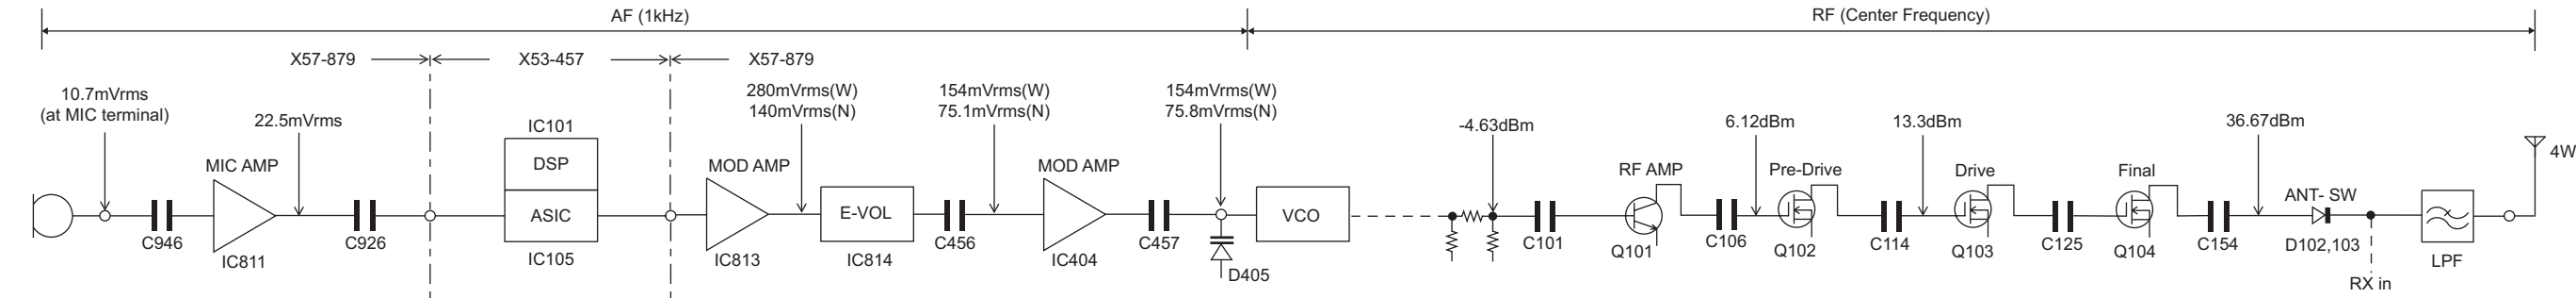 AF (1kHz)
RF (Center Frequency)
X57-879
X53-457
X57-879
10.7mVrms
(at MIC terminal)
22.5mVrms
280mVrms(W)
140mVrms(N)
154mVrms(W)
75.1mVrms(N)
154mVrms(W)
75.8mVrms(N)
-4.63dBm
6.12dBm
13.3dBm
36.67dBm
4W
MIC AMP
IC101
DSP
ASIC
IC105
MOD AMP
E-VOL
MOD AMP
VCO
RF AMP
Pre-Drive
Drive
Final
ANT- SW
C946
IC811
C926
IC813
IC814
C456
IC404
C457
D405
C101
Q101
C106
Q102
C114
Q103
C125
Q104
C154
D102,103
LPF
RX in